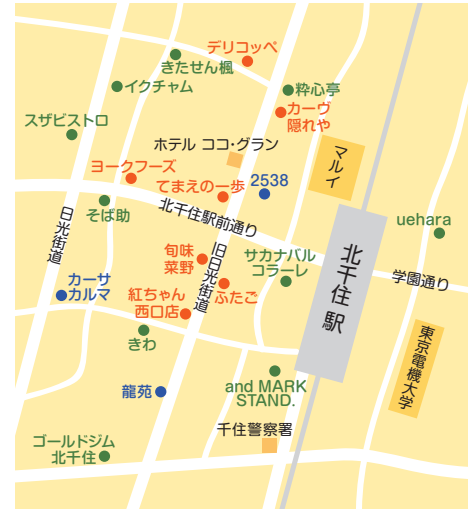 デリコッペ
きたせん楓
イクチャム
粋心亭
カーヴ
隠れや
スザビストロ
ホテル ココ・グラン
マルイ
ヨークフーズ
てまえの一歩
2538
そば助
北千住駅前通り
日光街道
uehara
旬味
菜野
旧日光街道
サカナバル
コラーレ
北千住駅
学園通り
カーサ
カルマ
紅ちゃん
西口店
ふたご
きわ
東京電機大学
and MARK
STAND.
龍苑
千住警察署
ゴールドジム
北千住